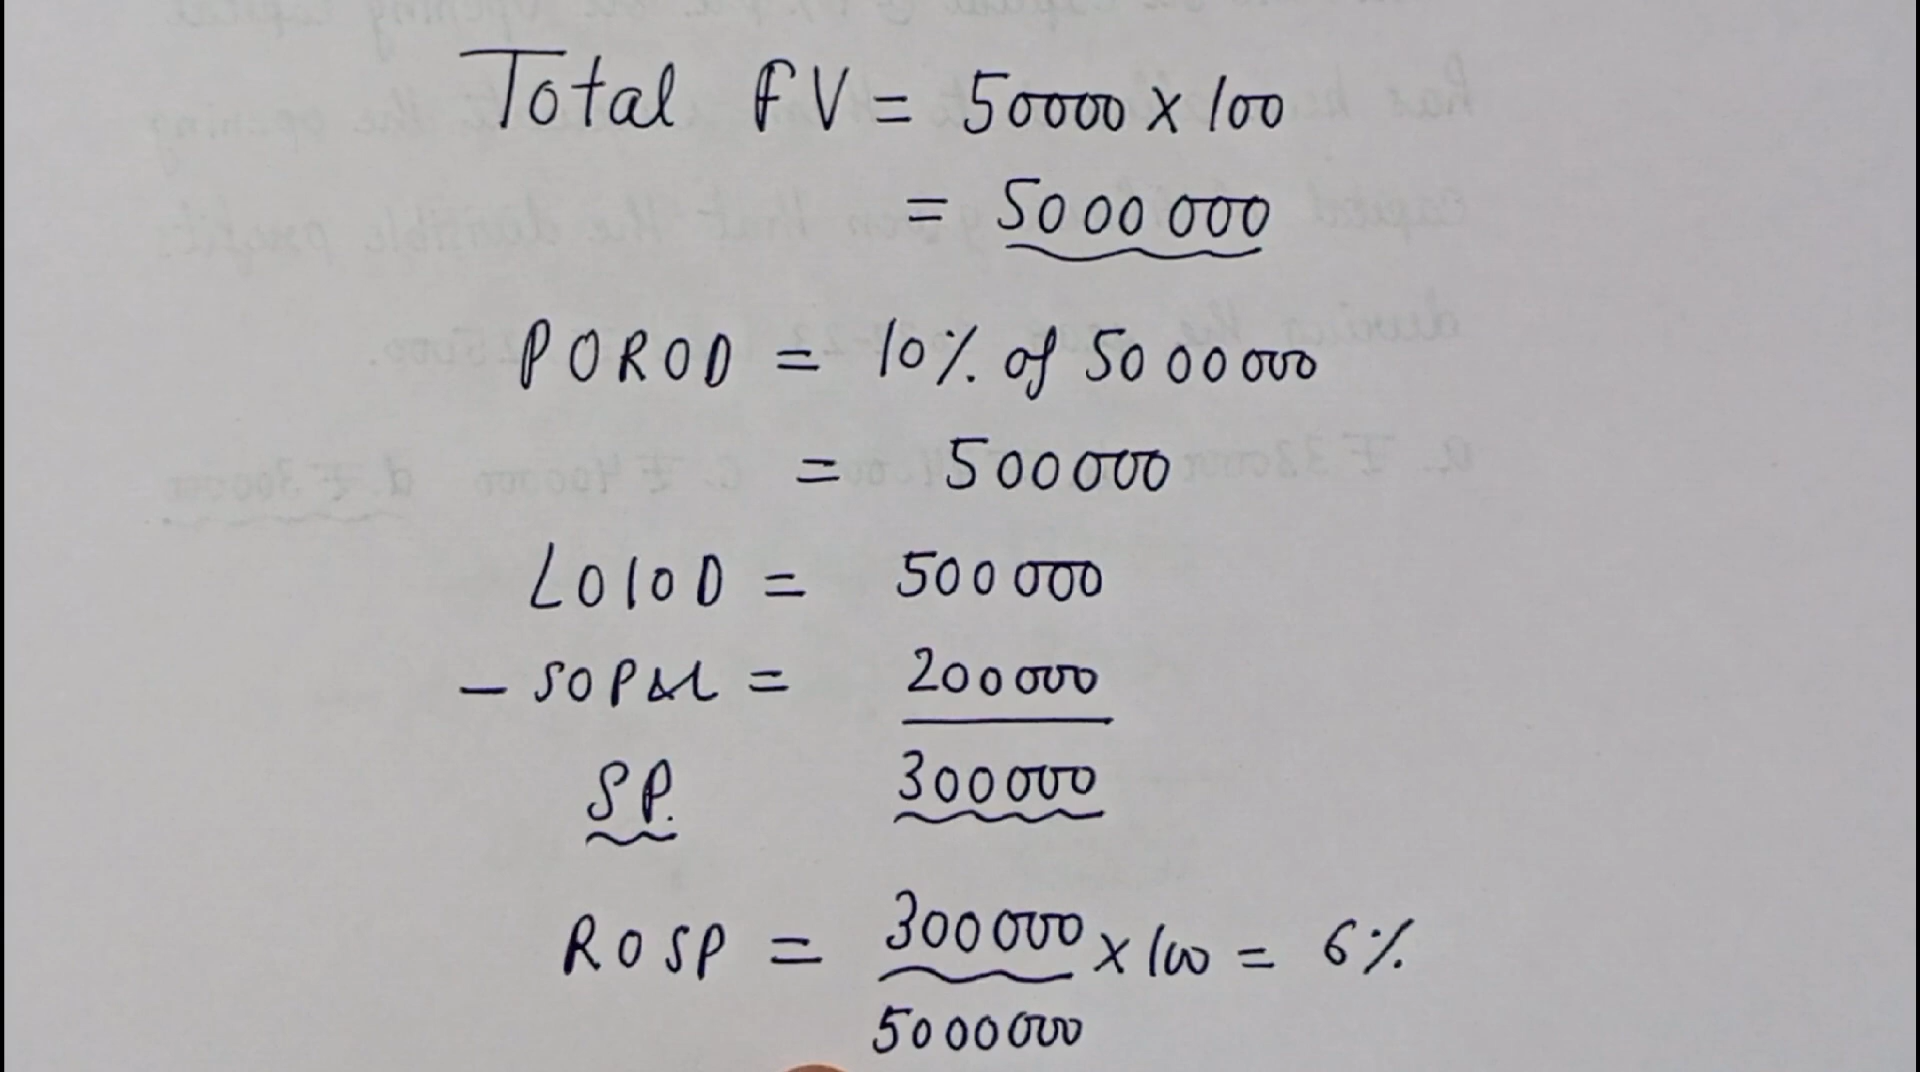 Total FV = 50000 x 100
= 5000000
POROD = 10% of 5000000
= 500000
LOIOD = 500000
- SOP&L = 200000
SP. 300000
ROSP = 300000 x 100 = 6%
5000000